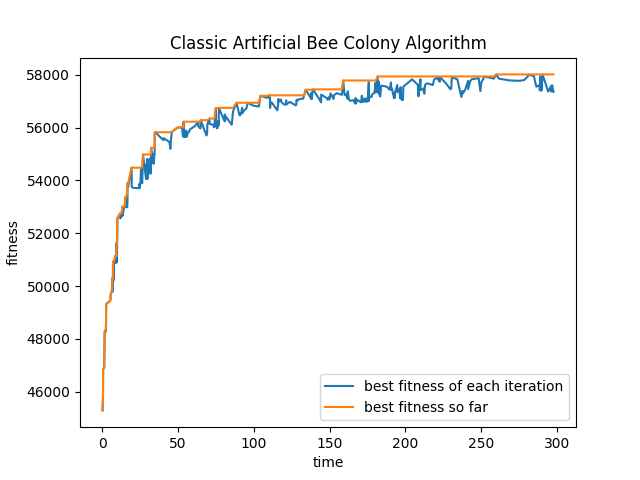 Classic Artificial Bee Colony Algorithm
58000
56000
54000
52000
50000
48000
46000
fitness
best fitness of each iteration
best fitness so far
0 50 100 150 200 250 300
time